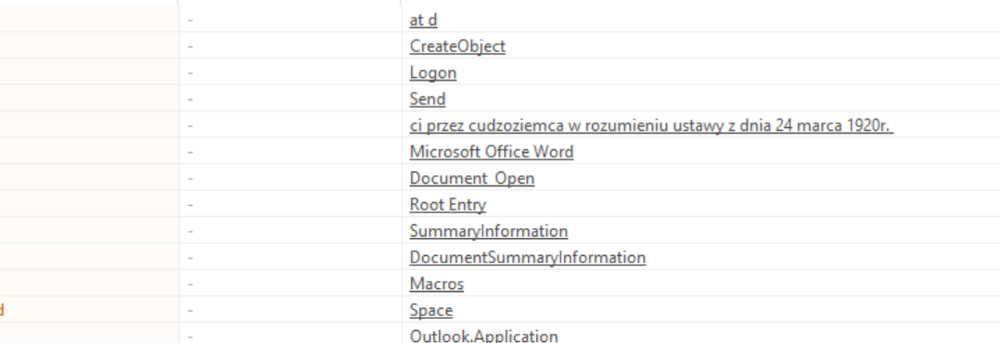 - at d
- CreateObject
- Logon
- Send
- ci przez cudzoziemca w rozumieniu ustawy z dnia 24 marca 1920r.
- Microsoft Office Word
- Document_Open
- Root Entry
- SummaryInformation
- DocumentSummaryInformation
- Macros
d - Space
- Outlook.Application